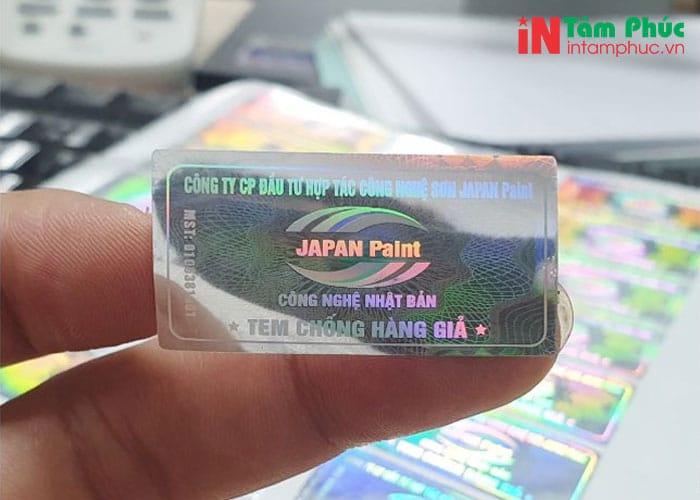 iN Tâm Phúc
intamphuc.vn
CÔNG TY CP ĐẦU TƯ HỢP TÁC CÔNG NGHỆ SƠN JAPAN Paint
JAPAN Paint
CÔNG NGHỆ NHẬT BẢN
★ TEM CHỐNG HÀNG GIẢ ★
MST: